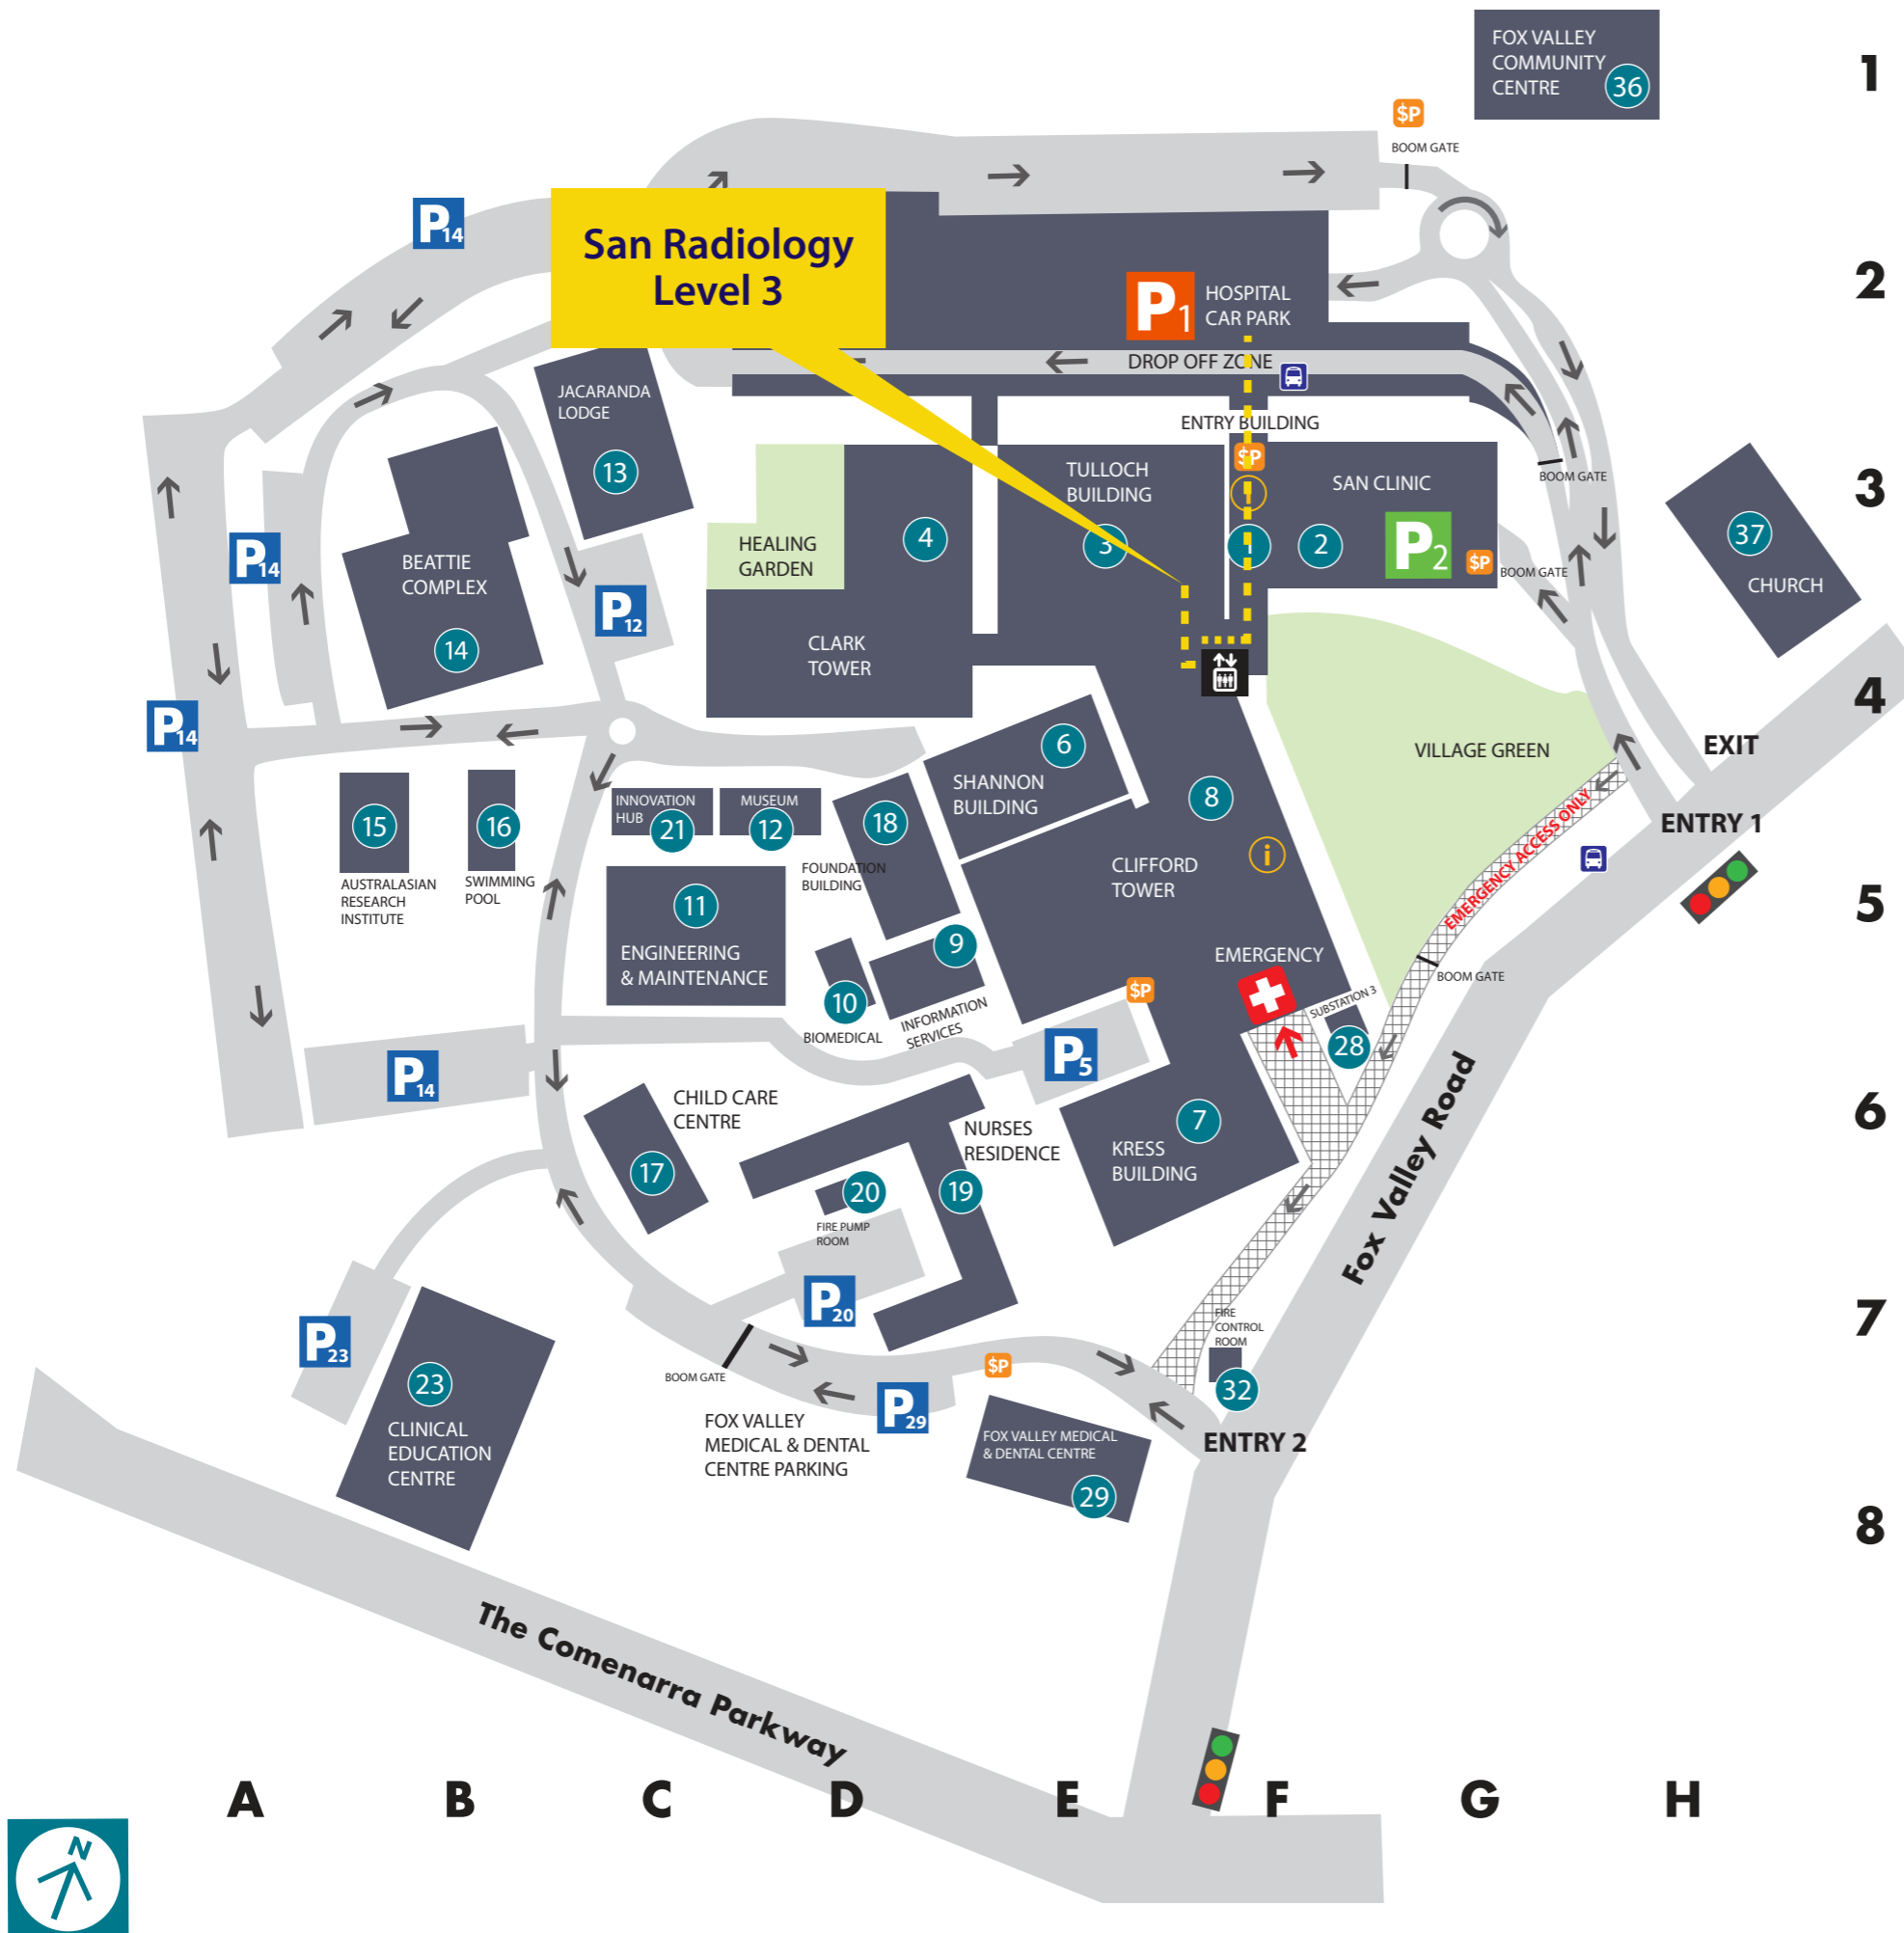 FOX VALLEY
COMMUNITY
CENTRE
36
1
$P
BOOM GATE
P14
San Radiology
Level 3
P1
HOSPITAL
CAR PARK
2
DROP OFF ZONE
JACARANDA
LODGE
13
ENTRY BUILDING
$P
i
TULLOCH
BUILDING
3
1
SAN CLINIC
2
P2
$P
BOOM GATE
BOOM GATE
3
37
CHURCH
P14
BEATTIE
COMPLEX
14
P12
HEALING
GARDEN
4
CLARK
TOWER
P14
4
EXIT
VILLAGE GREEN
ENTRY 1
6
SHANNON
BUILDING
8
15
AUSTRALASIAN
RESEARCH
INSTITUTE
16
SWIMMING
POOL
INNOVATION
HUB
21
MUSEUM
12
18
FOUNDATION
BUILDING
CLIFFORD
TOWER
i
EMERGENCY ACCESS ONLY
5
11
ENGINEERING
& MAINTENANCE
9
INFORMATION
SERVICES
10
BIOMEDICAL
EMERGENCY
$P
BOOM GATE
SUBSTATION 3
28
P5
P14
6
CHILD CARE
CENTRE
17
NURSES
RESIDENCE
19
20
FIRE PUMP
ROOM
7
KRESS
BUILDING
Fox Valley Road
P20
P23
7
FIRE
CONTROL
ROOM
32
BOOM GATE
$P
P29
23
CLINICAL
EDUCATION
CENTRE
FOX VALLEY
MEDICAL & DENTAL
CENTRE PARKING
FOX VALLEY MEDICAL
& DENTAL CENTRE
29
ENTRY 2
8
The Comenarra Parkway
A B C D E F G H
N